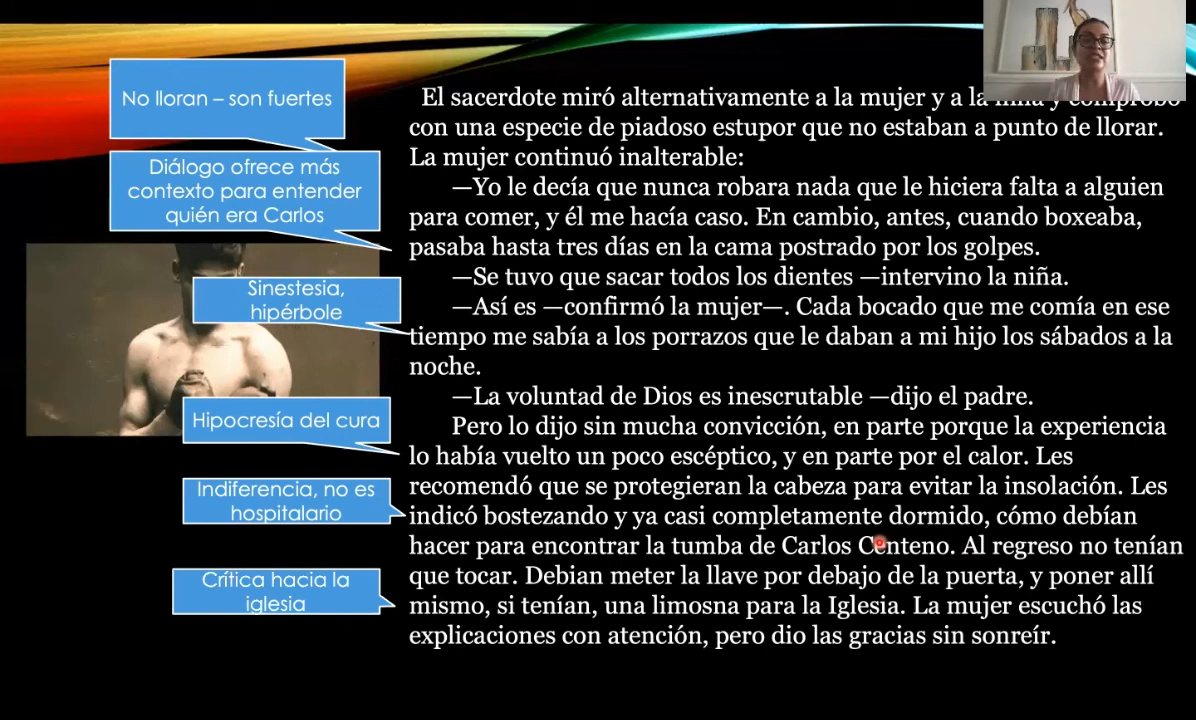 No lloran – son fuertes
Diálogo ofrece más
contexto para entender
quién era Carlos
Sinestesia,
hipérbole
Hipocresía del cura
Indiferencia, no es
hospitalario
Crítica hacia la
iglesia
El sacerdote miró alternativamente a la mujer y a la niña y comprobó
con una especie de piadoso estupor que no estaban a punto de llorar.
La mujer continuó inalterable:
—Yo le decía que nunca robara nada que le hiciera falta a alguien
para comer, y él me hacía caso. En cambio, antes, cuando boxeaba,
pasaba hasta tres días en la cama postrado por los golpes.
—Se tuvo que sacar todos los dientes —intervino la niña.
—Así es —confirmó la mujer—. Cada bocado que me comía en ese
tiempo me sabía a los porrazos que le daban a mi hijo los sábados a la
noche.
—La voluntad de Dios es inescrutable —dijo el padre.
Pero lo dijo sin mucha convicción, en parte porque la experiencia
lo había vuelto un poco escéptico, y en parte por el calor. Les
recomendó que se protegieran la cabeza para evitar la insolación. Les
indicó bostezando y ya casi completamente dormido, cómo debían
hacer para encontrar la tumba de Carlos Centeno. Al regreso no tenían
que tocar. Debian meter la llave por debajo de la puerta, y poner allí
mismo, si tenían, una limosna para la Iglesia. La mujer escuchó las
explicaciones con atención, pero dio las gracias sin sonreír.